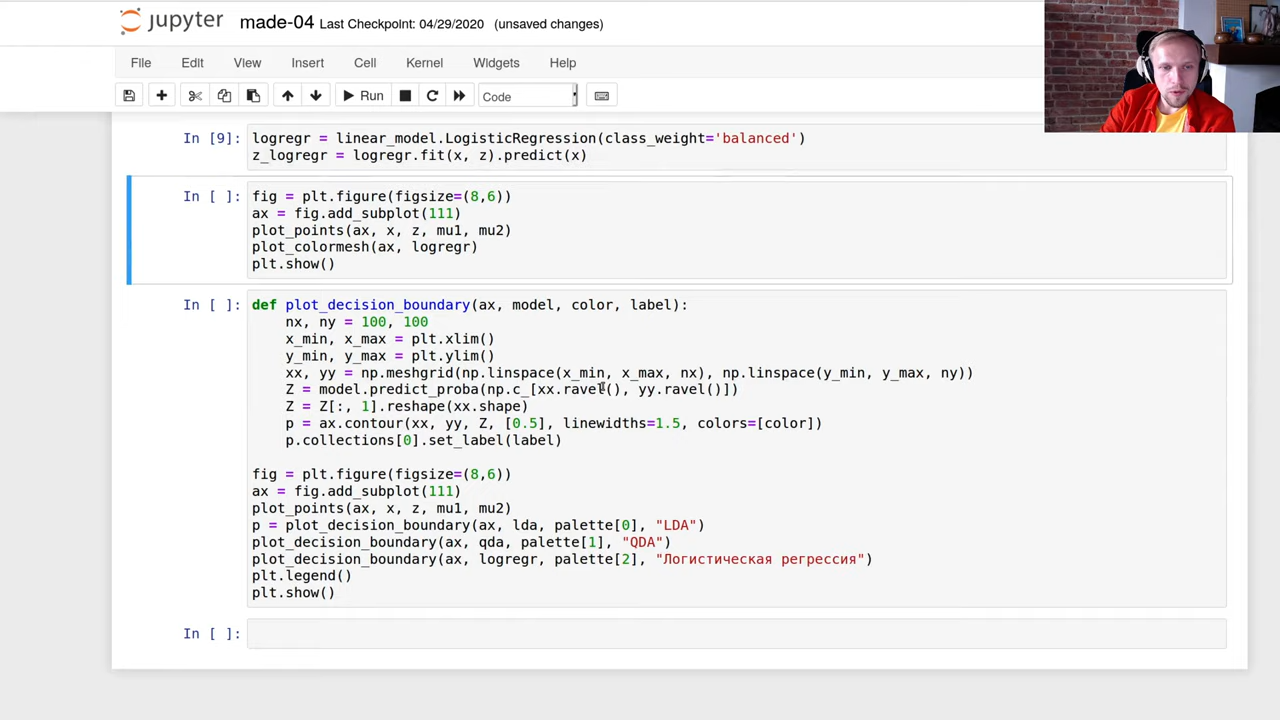 jupyter made-04 Last Checkpoint: 04/29/2020 (unsaved changes)
File Edit View Insert Cell Kernel Widgets Help
Run Code
In [9]: logregr = linear_model.LogisticRegression(class_weight='balanced')
z_logregr = logregr.fit(x, z).predict(x)
In [ ]: fig = plt.figure(figsize=(8,6))
ax = fig.add_subplot(111)
plot_points(ax, x, z, mu1, mu2)
plot_colormesh(ax, logregr)
plt.show()
In [ ]: def plot_decision_boundary(ax, model, color, label):
nx, ny = 100, 100
x_min, x_max = plt.xlim()
y_min, y_max = plt.ylim()
xx, yy = np.meshgrid(np.linspace(x_min, x_max, nx), np.linspace(y_min, y_max, ny))
Z = model.predict_proba(np.c_[xx.ravel(), yy.ravel()])
Z = Z[:, 1].reshape(xx.shape)
p = ax.contour(xx, yy, Z, [0.5], linewidths=1.5, colors=[color])
p.collections[0].set_label(label)
fig = plt.figure(figsize=(8,6))
ax = fig.add_subplot(111)
plot_points(ax, x, z, mu1, mu2)
p = plot_decision_boundary(ax, lda, palette[0], "LDA")
plot_decision_boundary(ax, qda, palette[1], "QDA")
plot_decision_boundary(ax, logregr, palette[2], "Логистическая регрессия")
plt.legend()
plt.show()
In [ ]: